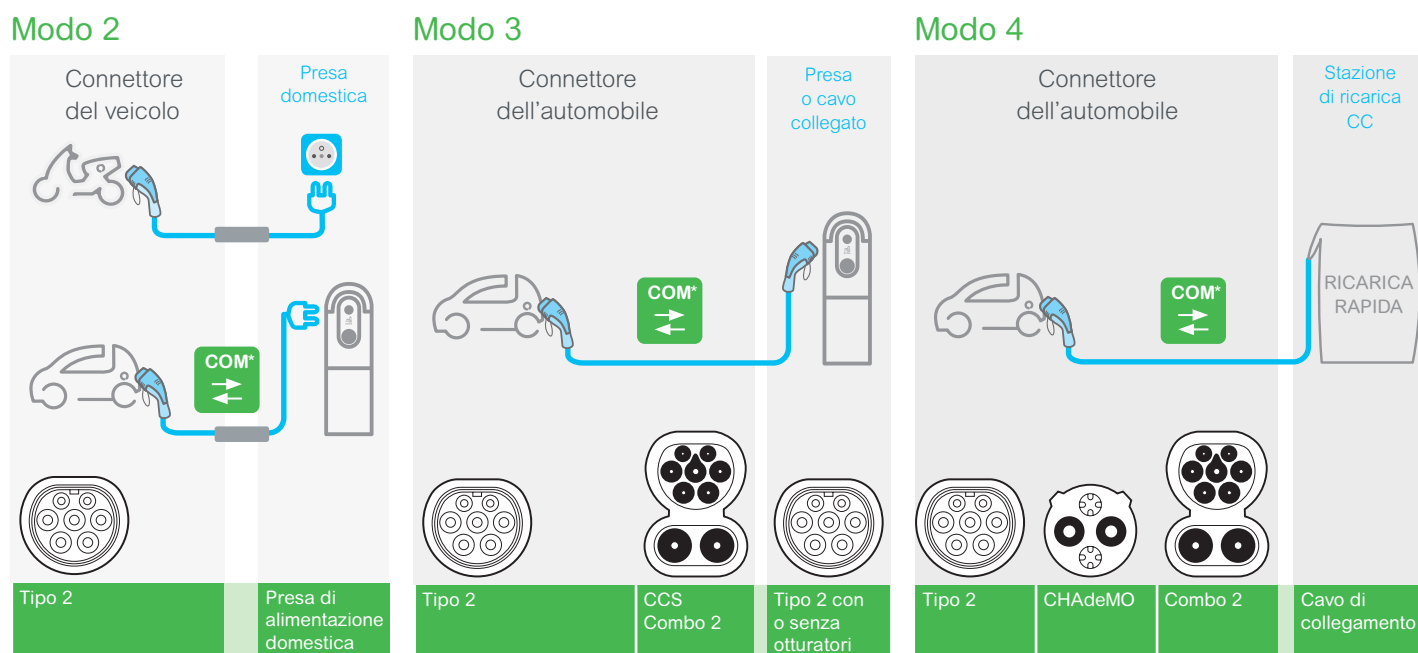 Modo 2
Connettore
del veicolo
Presa
domestica
COM*
Tipo 2
Presa di
alimentazione
domestica
Modo 3
Connettore
dell'automobile
Presa
o cavo
collegato
COM*
Tipo 2
CCS
Combo 2
Tipo 2 con
o senza
otturatori
Modo 4
Connettore
dell'automobile
Stazione
di ricarica
CC
COM*
RICARICA
RAPIDA
Tipo 2
CHAdeMO
Combo 2
Cavo di
collegamento